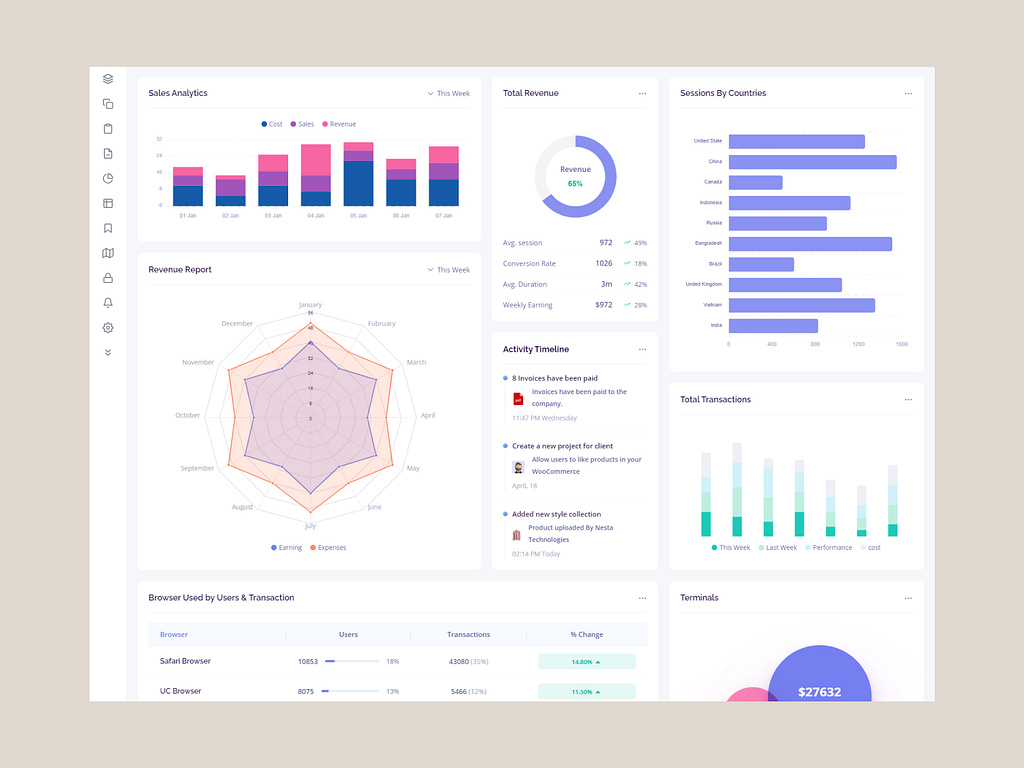 Sales Analytics
This Week
Cost Sales Revenue
32
24
16
8
0
01 Jan 02 Jan 03 Jan 04 Jan 05 Jan 06 Jan 07 Jan
Total Revenue
Revenue
65%
Avg. session 972 49%
Conversion Rate 1026 18%
Avg. Duration 3m 42%
Weekly Earning $972 28%
Sessions By Countries
United State
China
Canada
Indonesia
Russia
Bangladesh
Brazil
United Kingdom
Vietnam
India
0 400 800 1200 1600
Revenue Report
This Week
January
Fubruary
March
April
May
June
July
August
September
October
November
December
56
48
40
32
24
16
8
0
Earning Expenses
Activity Timeline
8 Invoices have been paid
Invoices have been paid to the
company.
11:47 PM Wednesday
Create a new project for client
Allow users to like products in your
WooCommerce
April, 18
Added new style collection
Product uploaded By Nesta
Technologies
02:14 PM Today
Total Transactions
This Week Last Week Performance cost
Browser Used by Users & Transaction
Browser Users Transactions % Change
Safari Browser 10853 18% 43080 (35%) 14.80%
UC Browser 8075 13% 5466 (12%) 11.50%
Terminals
$27632